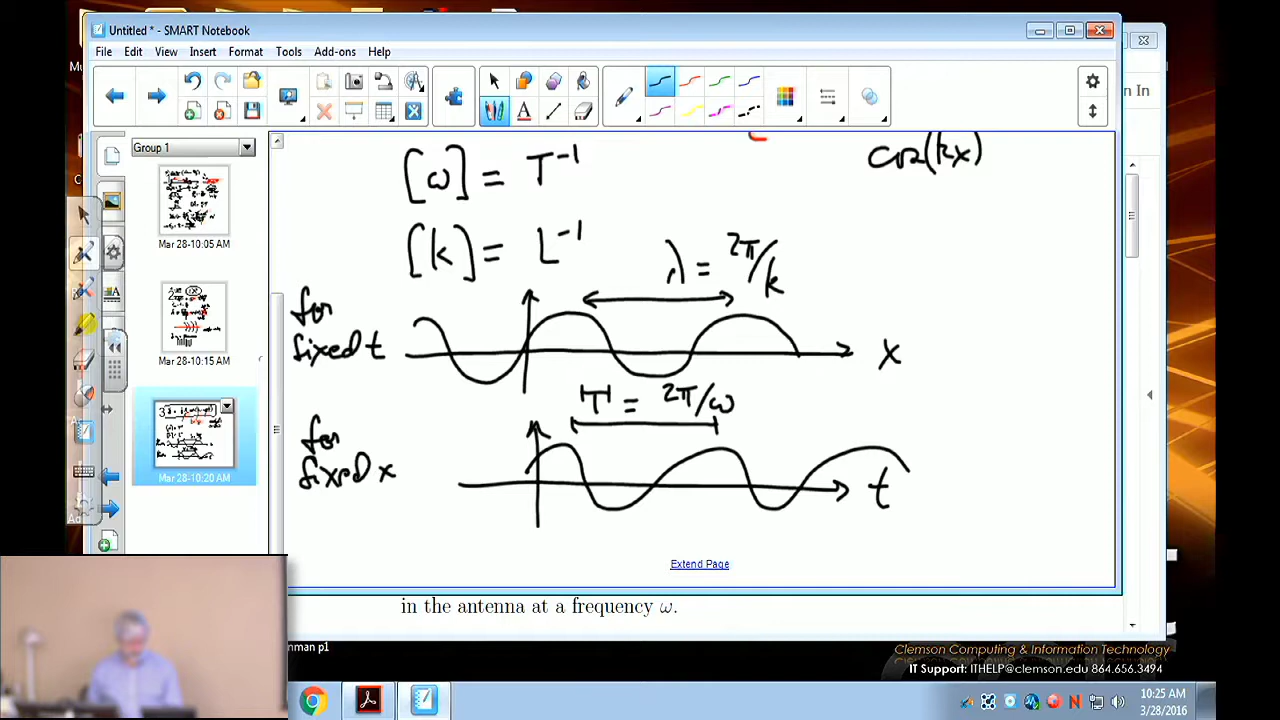 Untitled * - SMART Notebook
File Edit View Insert Format Tools Add-ons Help
n In
Group 1
Mar 28-10:05 AM
Mar 28-10:15 AM
Mar 28-10:20 AM
cos(kx)
[ω] = T⁻¹
[k] = L⁻¹
λ = 2π/k
for
fixed t
x
"T" = 2π/ω
for
fixed x
t
Extend Page
in the antenna at a frequency ω.
nman p1
Clemson Computing & Information Technology
IT Support: ITHELP@clemson.edu 864.656.3494
10:25 AM
3/28/2016